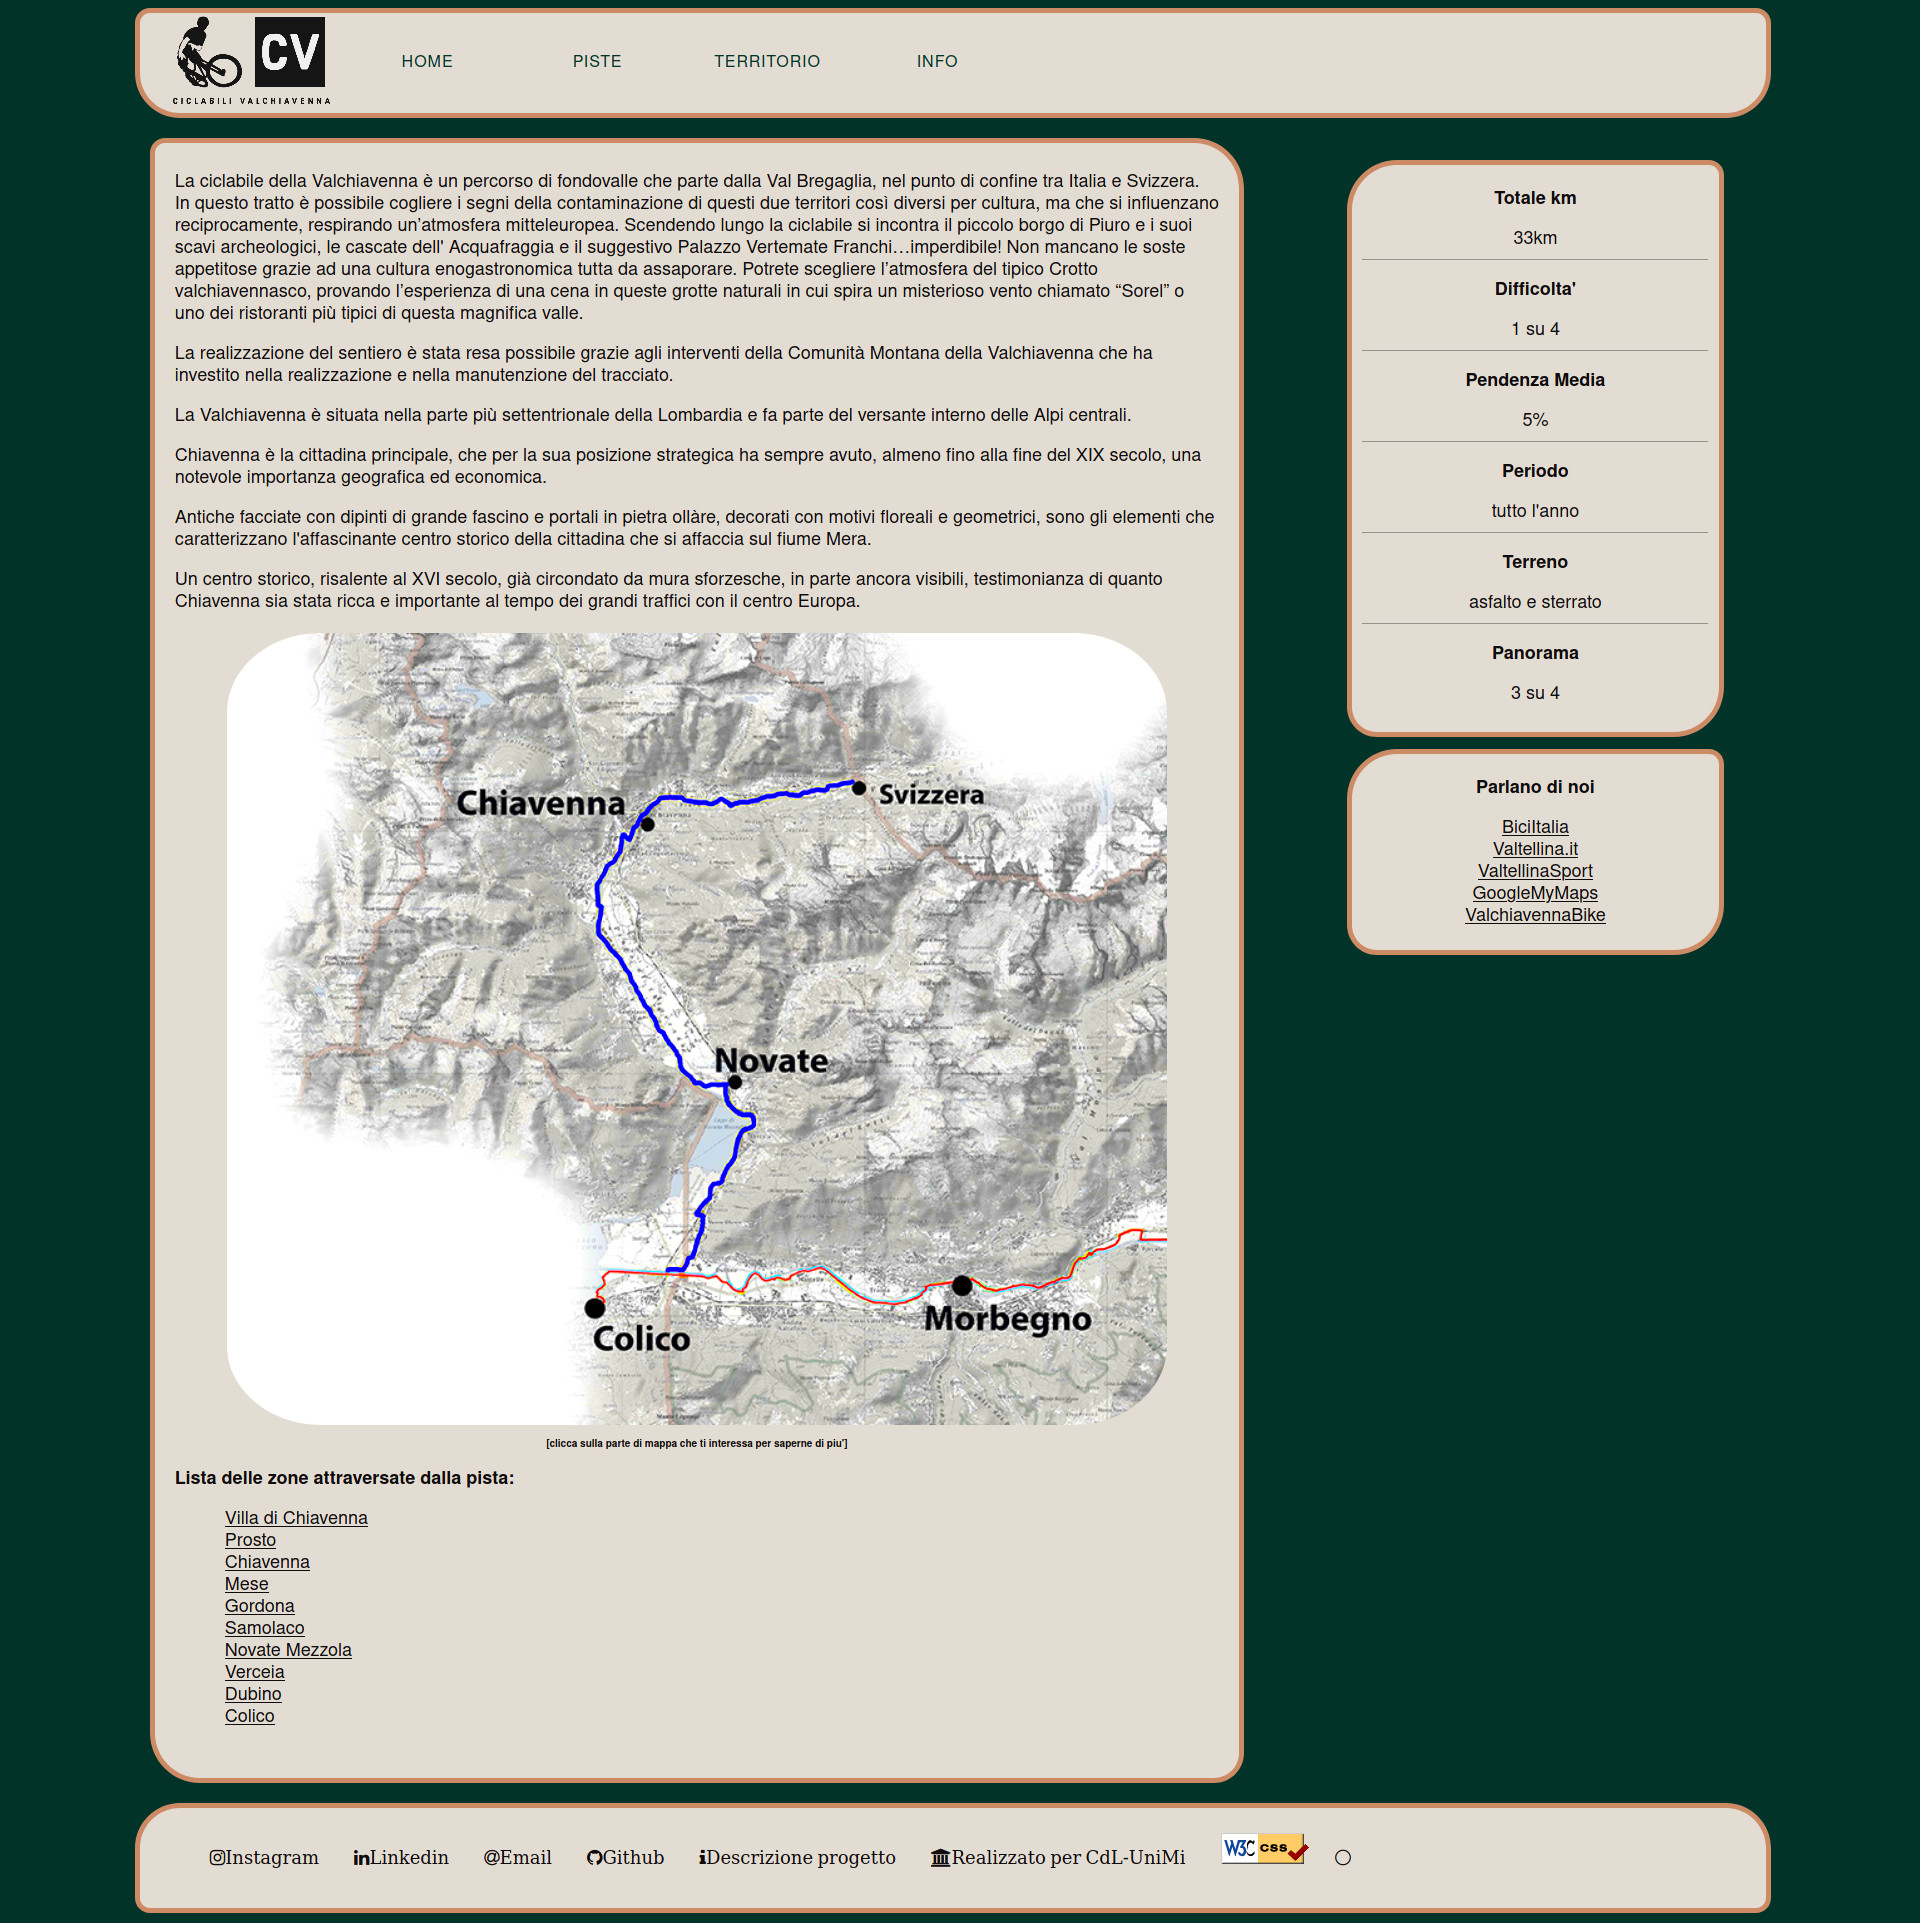 CV
CICLABILI VALCHIAVENNA
HOME
PISTE
TERRITORIO
INFO
La ciclabile della Valchiavenna è un percorso di fondovalle che parte dalla Val Bregaglia, nel punto di confine tra Italia e Svizzera.
In questo tratto è possibile cogliere i segni della contaminazione di questi due territori così diversi per cultura, ma che si influenzano
reciprocamente, respirando un’atmosfera mitteleuropea. Scendendo lungo la ciclabile si incontra il piccolo borgo di Piuro e i suoi
scavi archeologici, le cascate dell' Acquafraggia e il suggestivo Palazzo Vertemate Franchi…imperdibile! Non mancano le soste
appetitose grazie ad una cultura enogastronomica tutta da assaporare. Potrete scegliere l’atmosfera del tipico Crotto
valchiavennasco, provando l’esperienza di una cena in queste grotte naturali in cui spira un misterioso vento chiamato “Sorel” o
uno dei ristoranti più tipici di questa magnifica valle.
La realizzazione del sentiero è stata resa possibile grazie agli interventi della Comunità Montana della Valchiavenna che ha
investito nella realizzazione e nella manutenzione del tracciato.
La Valchiavenna è situata nella parte più settentrionale della Lombardia e fa parte del versante interno delle Alpi centrali.
Chiavenna è la cittadina principale, che per la sua posizione strategica ha sempre avuto, almeno fino alla fine del XIX secolo, una
notevole importanza geografica ed economica.
Antiche facciate con dipinti di grande fascino e portali in pietra ollàre, decorati con motivi floreali e geometrici, sono gli elementi che
caratterizzano l'affascinante centro storico della cittadina che si affaccia sul fiume Mera.
Un centro storico, risalente al XVI secolo, già circondato da mura sforzesche, in parte ancora visibili, testimonianza di quanto
Chiavenna sia stata ricca e importante al tempo dei grandi traffici con il centro Europa.
Chiavenna
Svizzera
Novate
Morbegno
Colico
[clicca sulla parte di mappa che ti interessa per saperne di piu']
Lista delle zone attraversate dalla pista:
Villa di Chiavenna
Prosto
Chiavenna
Mese
Gordona
Samolaco
Novate Mezzola
Verceia
Dubino
Colico
Totale km
33km
Difficolta'
1 su 4
Pendenza Media
5%
Periodo
tutto l'anno
Terreno
asfalto e sterrato
Panorama
3 su 4
Parlano di noi
BiciItalia
Valtellina.it
ValtellinaSport
GoogleMyMaps
ValchiavennaBike
Instagram
Linkedin
Email
Github
Descrizione progetto
Realizzato per CdL-UniMi
W3C css